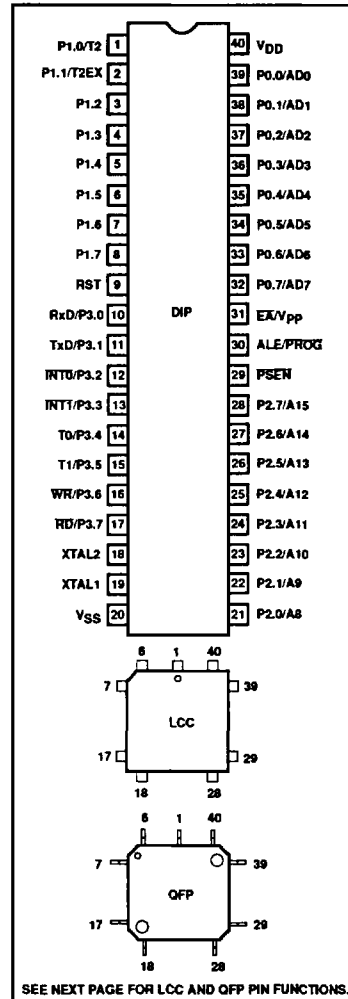 P1.0/T2 1 40 VDD
P1.1/T2EX 2 39 P0.0/AD0
P1.2 3 38 P0.1/AD1
P1.3 4 37 P0.2/AD2
P1.4 5 36 P0.3/AD3
P1.5 6 35 P0.4/AD4
P1.6 7 34 P0.5/AD5
P1.7 8 33 P0.6/AD6
RST 9 32 P0.7/AD7
RxD/P3.0 10 DIP 31 EA/VPP
TxD/P3.1 11 30 ALE/PROG
INT0/P3.2 12 29 PSEN
INT1/P3.3 13 28 P2.7/A15
T0/P3.4 14 27 P2.6/A14
T1/P3.5 15 26 P2.5/A13
WR/P3.6 16 25 P2.4/A12
RD/P3.7 17 24 P2.3/A11
XTAL2 18 23 P2.2/A10
XTAL1 19 22 P2.1/A9
VSS 20 21 P2.0/A8
6 1 40
7 39
LCC
17 29
18 28
6 1 40
7 39
QFP
17 29
18 28
SEE NEXT PAGE FOR LCC AND QFP PIN FUNCTIONS.